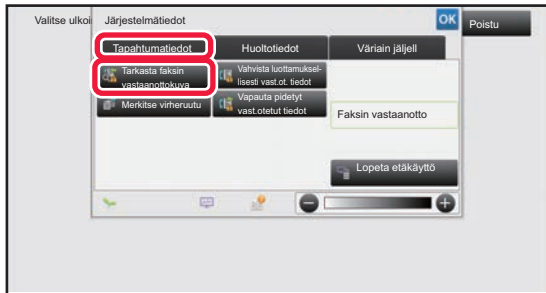 Valitse ulkoi
Järjestelmätiedot
OK
Poistu
Tapahtumatiedot
Huoltotiedot
Väriain jäljell
Tarkasta faksin
vastaanottokuva
Vahvista luottamuksel-
lisesti vast.ot. tiedot
Merkitse virheruutu
Vapauta pidetyt
vast.otetut tiedot
Faksin vastaanotto
Lopeta etäkäyttö